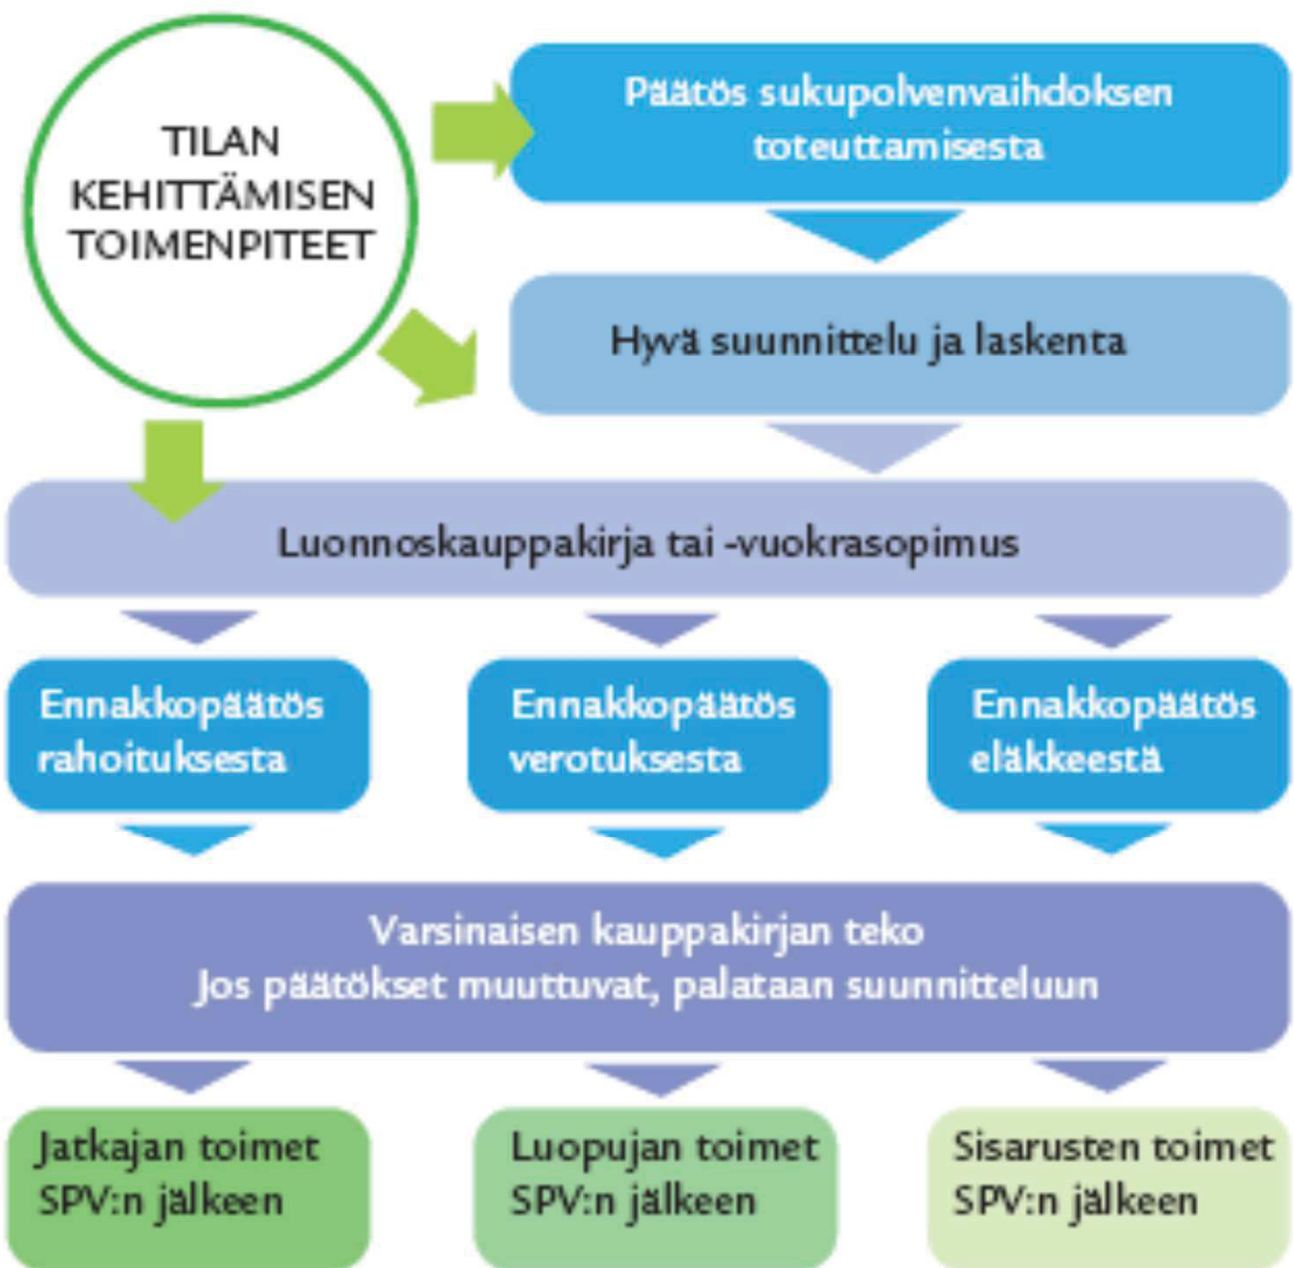 TILAN
KEHITTÄMISEN
TOIMENPITEET
Päätös sukupolvenvaihdoksen
toteuttamisesta
Hyvä suunnittelu ja laskenta
Luonnoskauppakirja tai -vuokrasopimus
Ennakkopäätös
rahoituksesta
Ennakkopäätös
verotuksesta
Ennakkopäätös
eläkkeestä
Varsinaisen kauppakirjan teko
Jos päätökset muuttuvat, palataan suunnitteluun
Jatkajan toimet
SPV:n jälkeen
Luopujan toimet
SPV:n jälkeen
Sisarusten toimet
SPV:n jälkeen